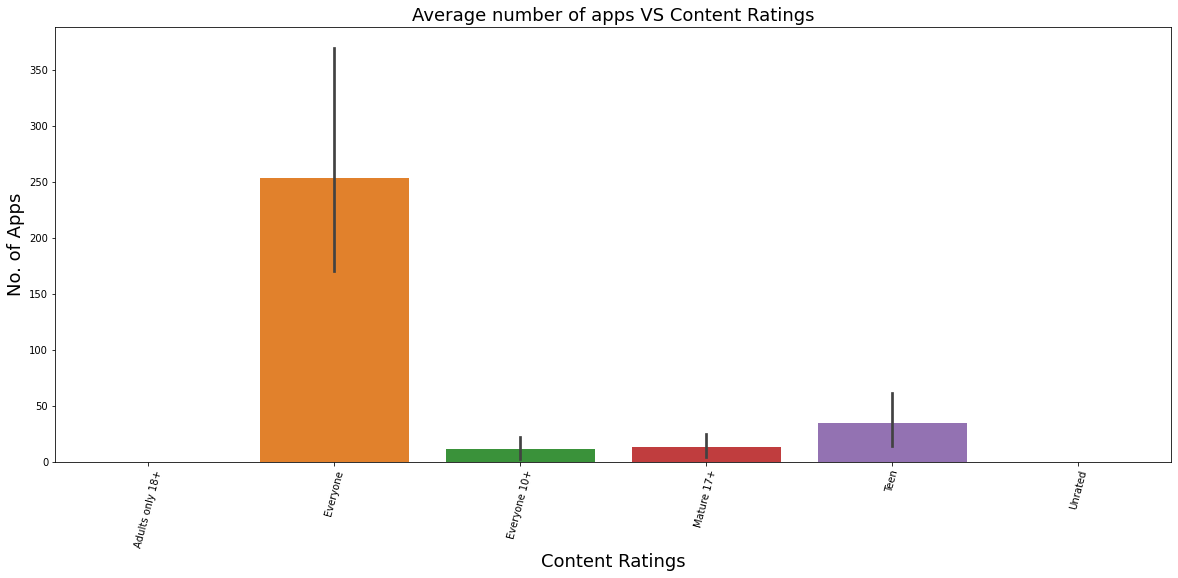 Average number of apps VS Content Ratings
No. of Apps
350
300
250
200
150
100
50
0
Adults only 18+
Everyone
Everyone 10+
Mature 17+
Teen
Unrated
Content Ratings